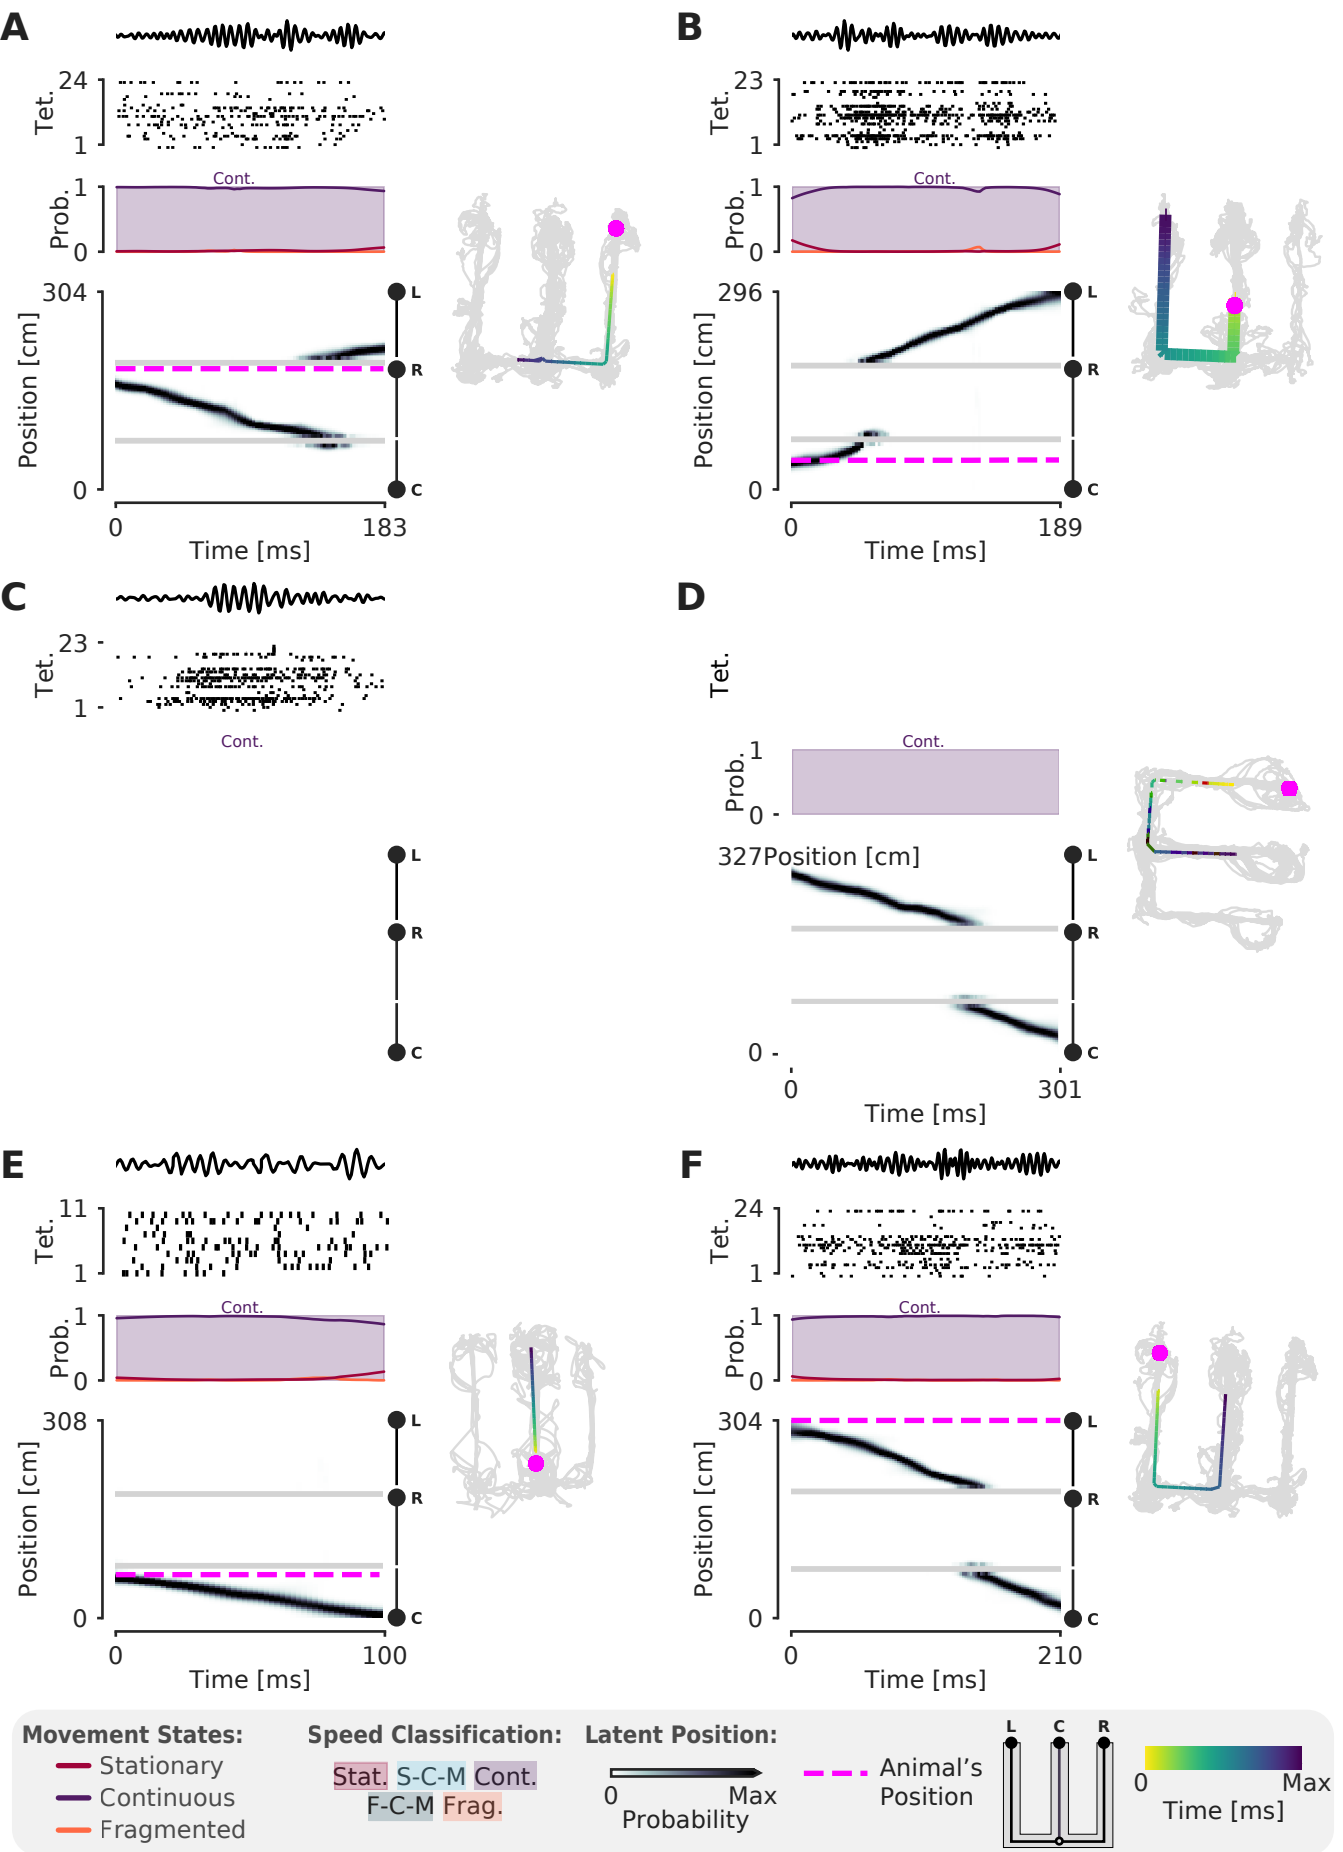 A
24
Tet.
1
Cont.
1
Prob.
0
304
Position [cm]
0
L
R
C
0 183
Time [ms]
B
23
Tet.
1
Cont.
1
Prob.
0
296
Position [cm]
0
L
R
C
0 189
Time [ms]
C
23
Tet.
1
Cont.
L
R
C
D
Tet.
Cont.
1
Prob.
0
327Position [cm]
0
L
R
C
0 301
Time [ms]
E
11
Tet.
1
Cont.
1
Prob.
0
308
Position [cm]
0
L
R
C
0 100
Time [ms]
F
24
Tet.
1
Cont.
1
Prob.
0
304
Position [cm]
0
L
R
C
0 210
Time [ms]
Movement States:
Stationary
Continuous
Fragmented
Speed Classification:
Stat. S-C-M Cont.
F-C-M Frag.
Latent Position:
0 Max
Probability
Animal's
Position
L C R
0 Max
Time [ms]